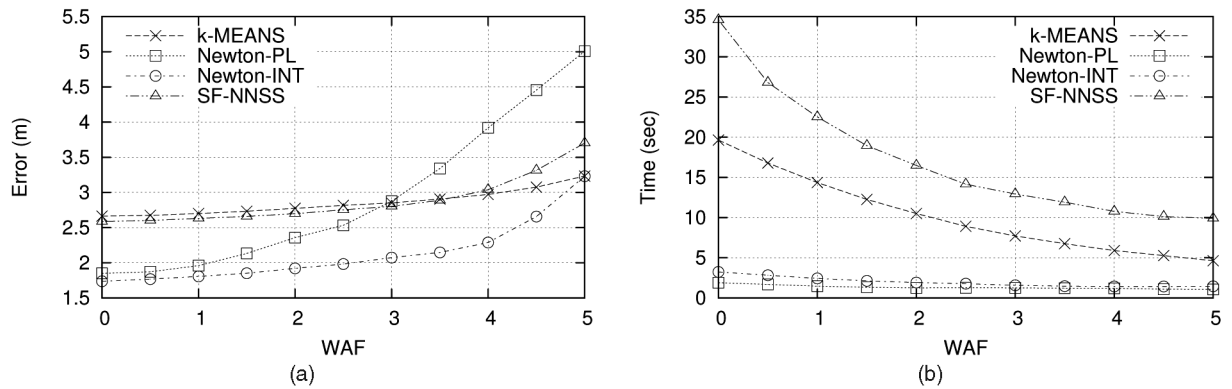 5.5
5
4.5
4
3.5
3
2.5
2
1.5
Error (m)
k-MEANS
Newton-PL
Newton-INT
SF-NNSS
0 1 2 3 4 5
WAF
(a)
35
30
25
20
15
10
5
0
Time (sec)
k-MEANS
Newton-PL
Newton-INT
SF-NNSS
0 1 2 3 4 5
WAF
(b)